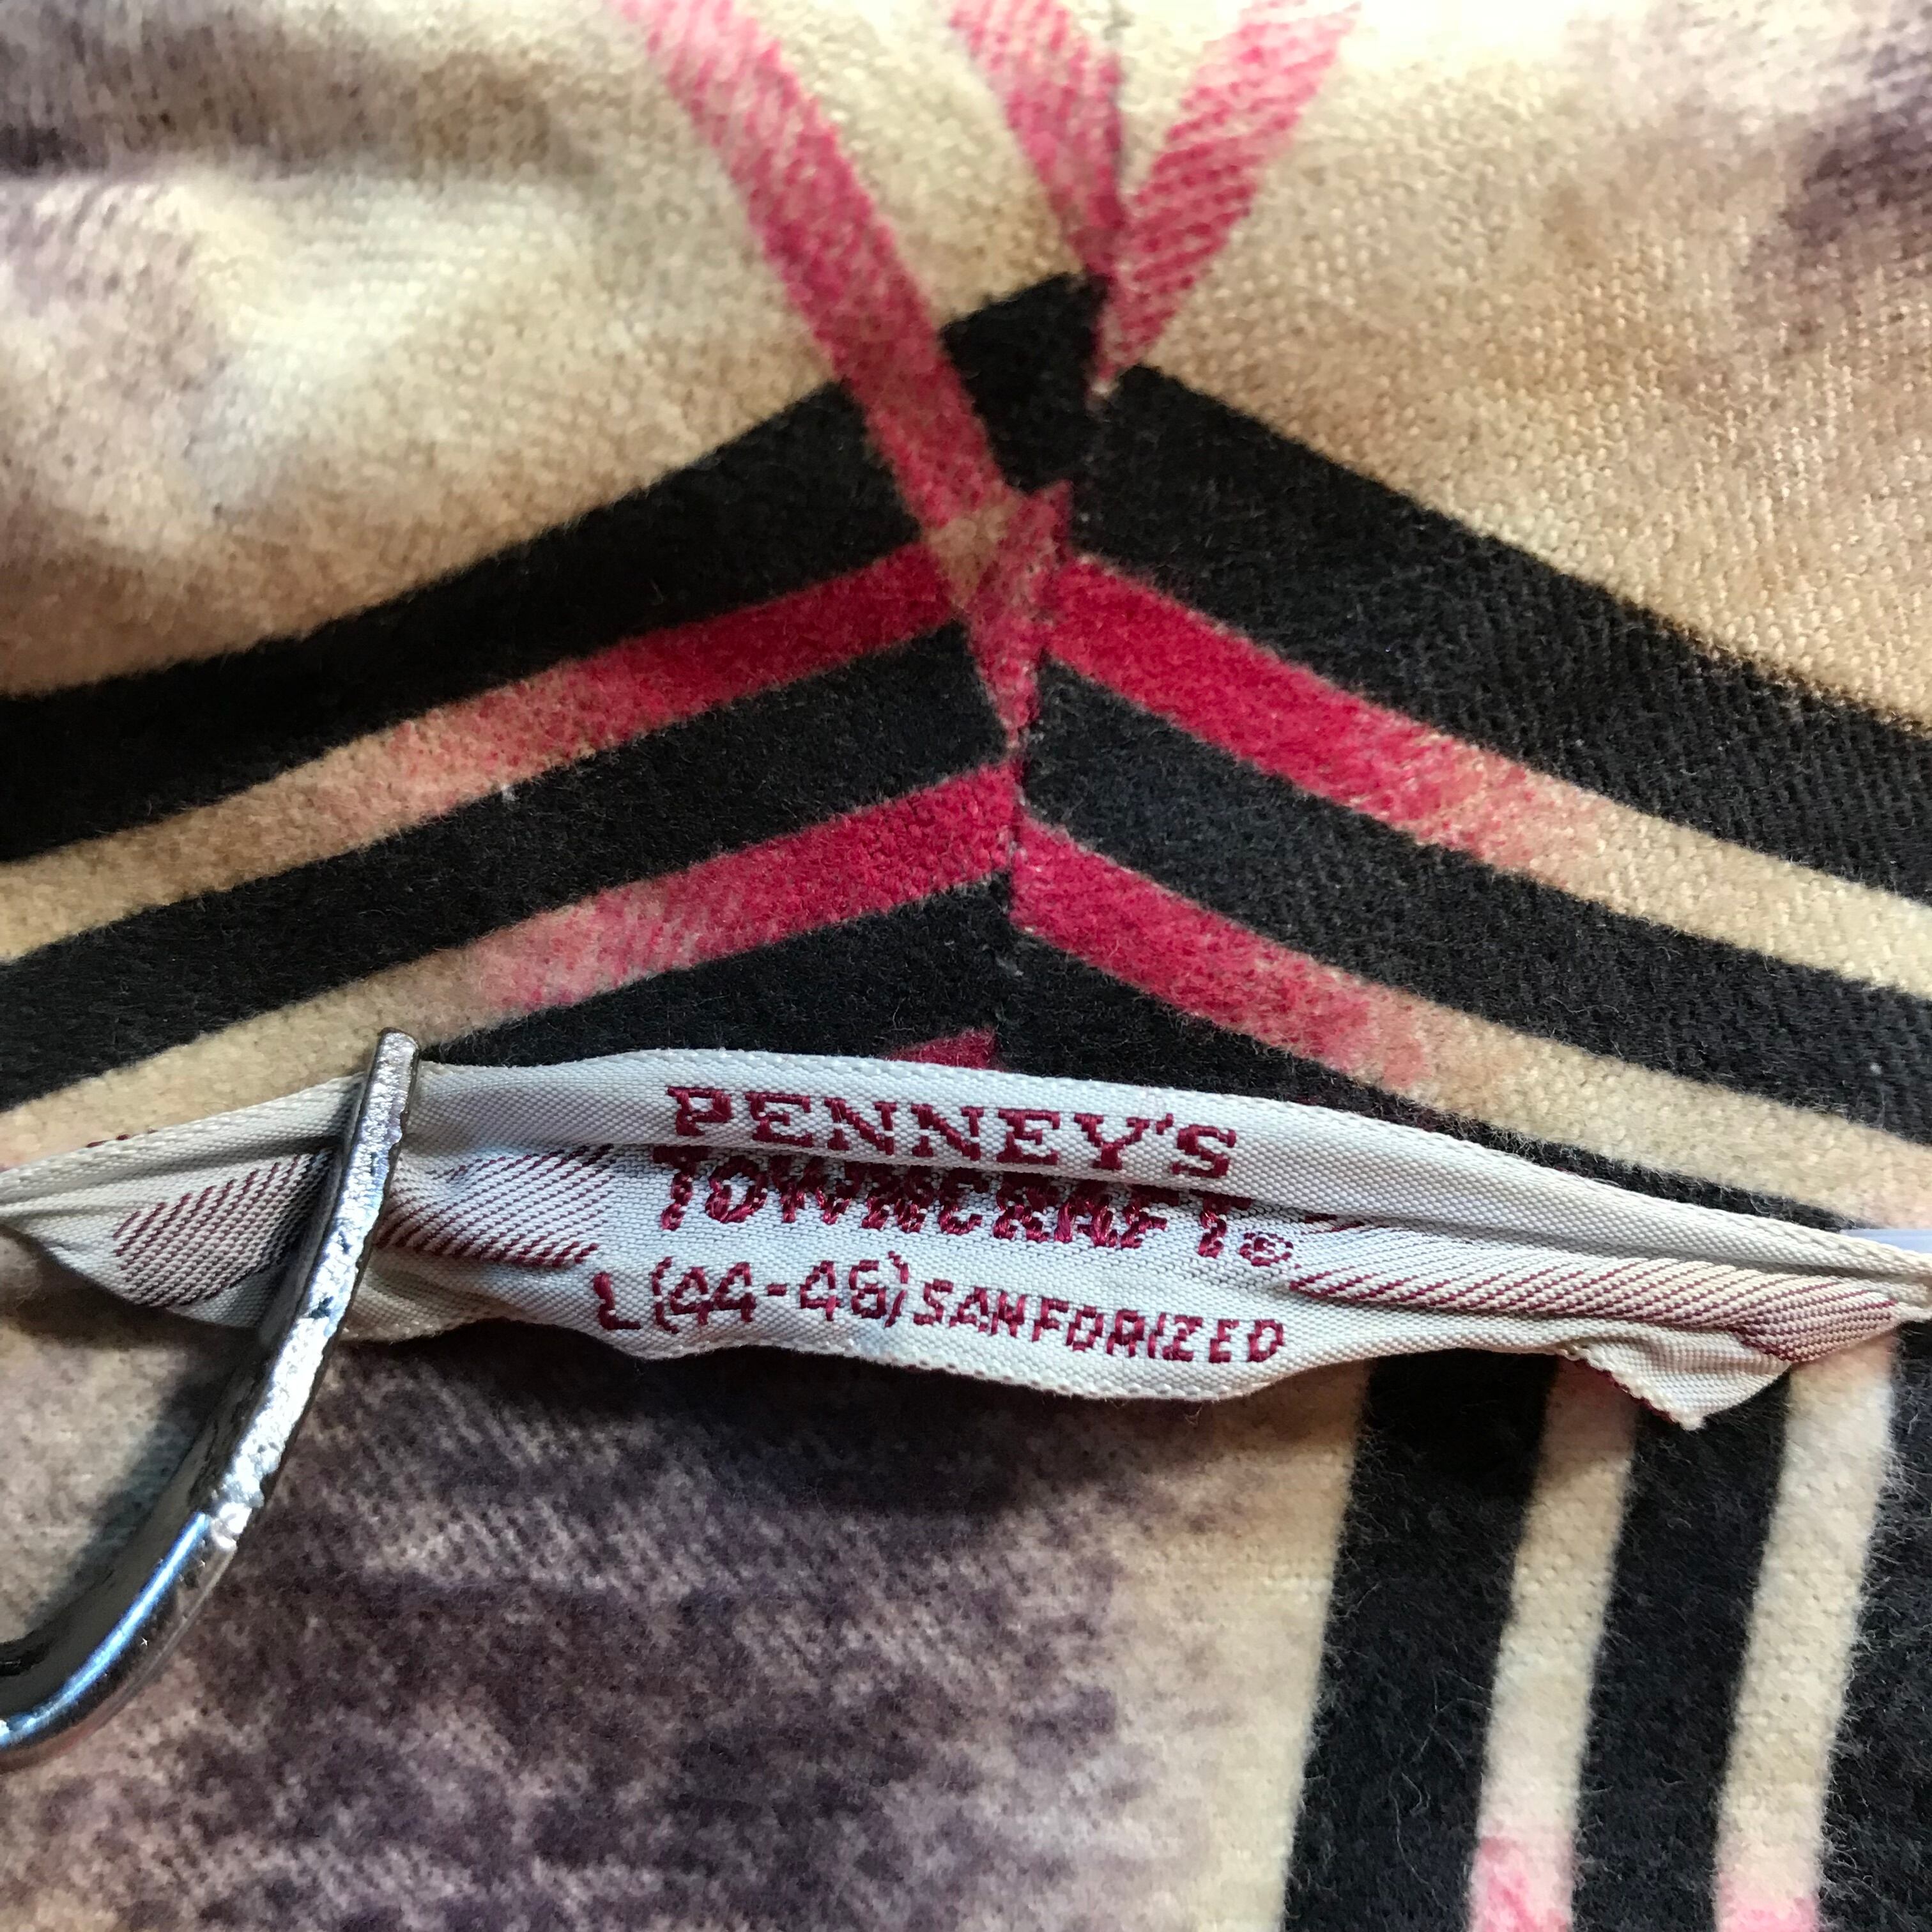 PENNEY'S
TOWNCRAFT®
L (44-46) SANFORIZED